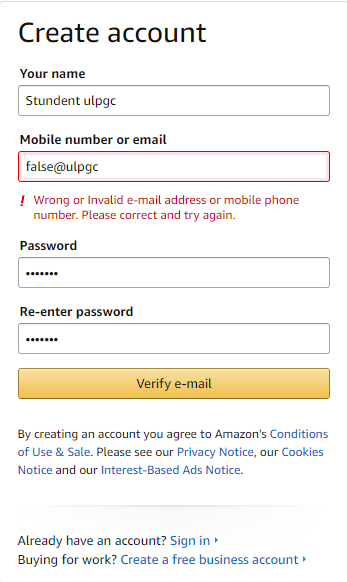 Create account
Your name
Stundent ulpgc
Mobile number or email
false@ulpgc
! Wrong or Invalid e-mail address or mobile phone
number. Please correct and try again.
Password
•••••••
Re-enter password
•••••••
Verify e-mail
By creating an account you agree to Amazon's Conditions
of Use & Sale. Please see our Privacy Notice, our Cookies
Notice and our Interest-Based Ads Notice.
Already have an account? Sign in
Buying for work? Create a free business account